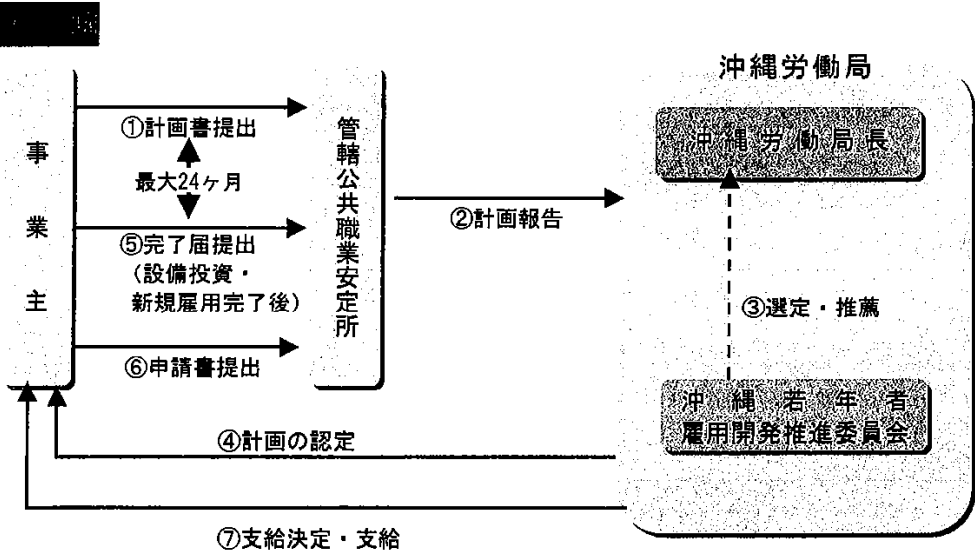 沖縄労働局
沖縄労働局長
事業主
①計画書提出
最大24ヶ月
⑤完了届提出
(設備投資・
新規雇用完了後)
⑥申請書提出
管轄公共職業安定所
②計画報告
③選定・推薦
沖縄若年者
雇用開発推進委員会
④計画の認定
⑦支給決定・支給